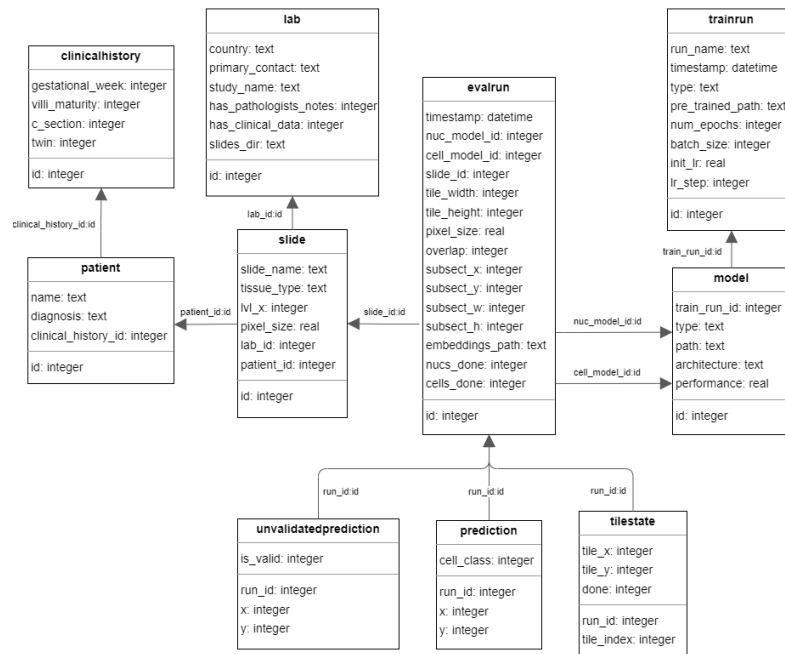 clinicalhistory
gestational_week: integer
villi_maturity: integer
c_section: integer
twin: integer
id: integer
lab
country: text
primary_contact: text
study_name: text
has_pathologists_notes: integer
has_clinical_data: integer
slides_dir: text
id: integer
evalrun
timestamp: datetime
nuc_model_id: integer
cell_model_id: integer
slide_id: integer
tile_width: integer
tile_height: integer
pixel_size: real
overlap: integer
subsect_x: integer
subsect_y: integer
subsect_w: integer
subsect_h: integer
embeddings_path: text
nucs_done: integer
cells_done: integer
id: integer
trainrun
run_name: text
timestamp: datetime
type: text
pre_trained_path: text
num_epochs: integer
batch_size: integer
init_lr: real
lr_step: integer
id: integer
clinical_history_id:id
lab_id:id
train_run_id:id
patient
name: text
diagnosis: text
clinical_history_id: integer
id: integer
patient_id:id
slide
slide_name: text
tissue_type: text
lvl_x: integer
pixel_size: real
lab_id: integer
patient_id: integer
id: integer
slide_id:id
nuc_model_id:id
cell_model_id:id
model
train_run_id: integer
type: text
path: text
architecture: text
performance: real
id: integer
run_id:id
run_id:id
run_id:id
unvalidatedprediction
is_valid: integer
run_id: integer
x: integer
y: integer
prediction
cell_class: integer
run_id: integer
x: integer
y: integer
tilestate
tile_x: integer
tile_y: integer
done: integer
run_id: integer
tile_index: integer